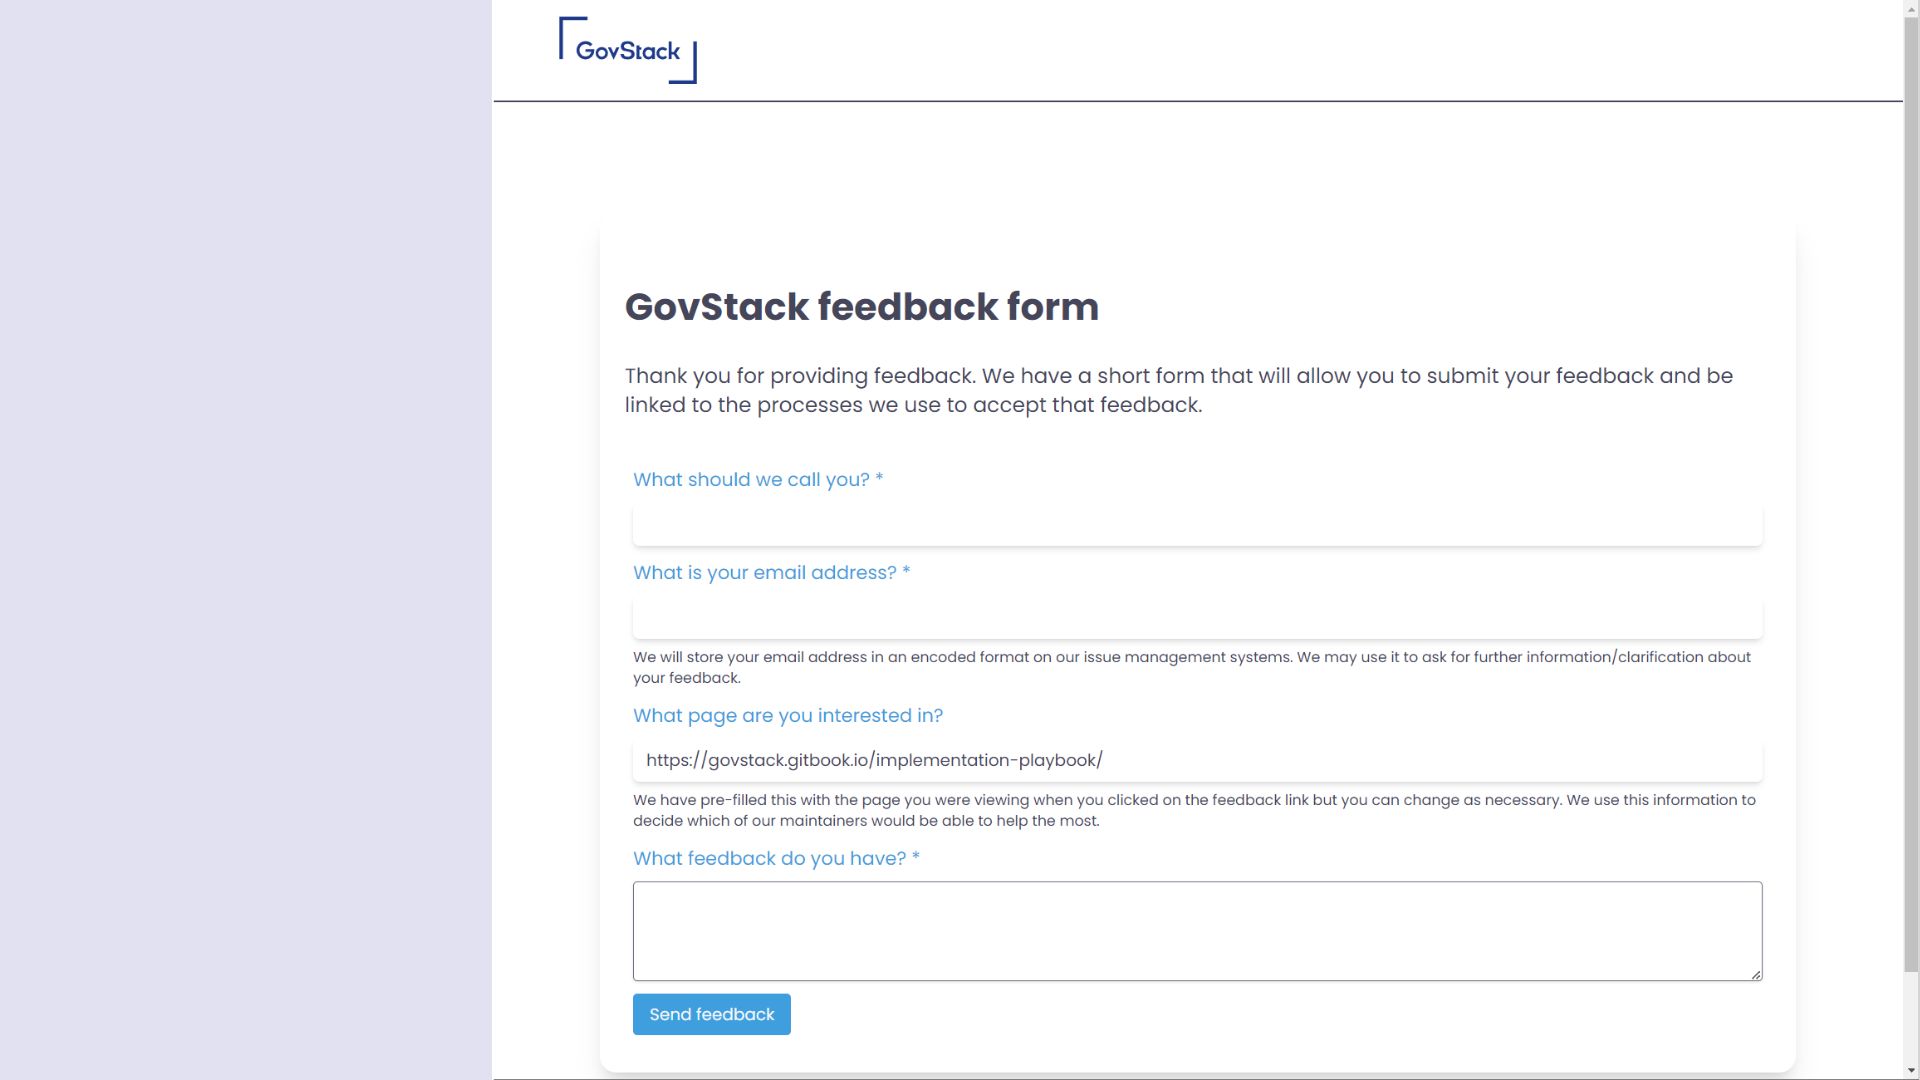 GovStack
GovStack feedback form
Thank you for providing feedback. We have a short form that will allow you to submit your feedback and be
linked to the processes we use to accept that feedback.
What should we call you? *
What is your email address? *
We will store your email address in an encoded format on our issue management systems. We may use it to ask for further information/clarification about
your feedback.
What page are you interested in?
https://govstack.gitbook.io/implementation-playbook/
We have pre-filled this with the page you were viewing when you clicked on the feedback link but you can change as necessary. We use this information to
decide which of our maintainers would be able to help the most.
What feedback do you have? *
Send feedback